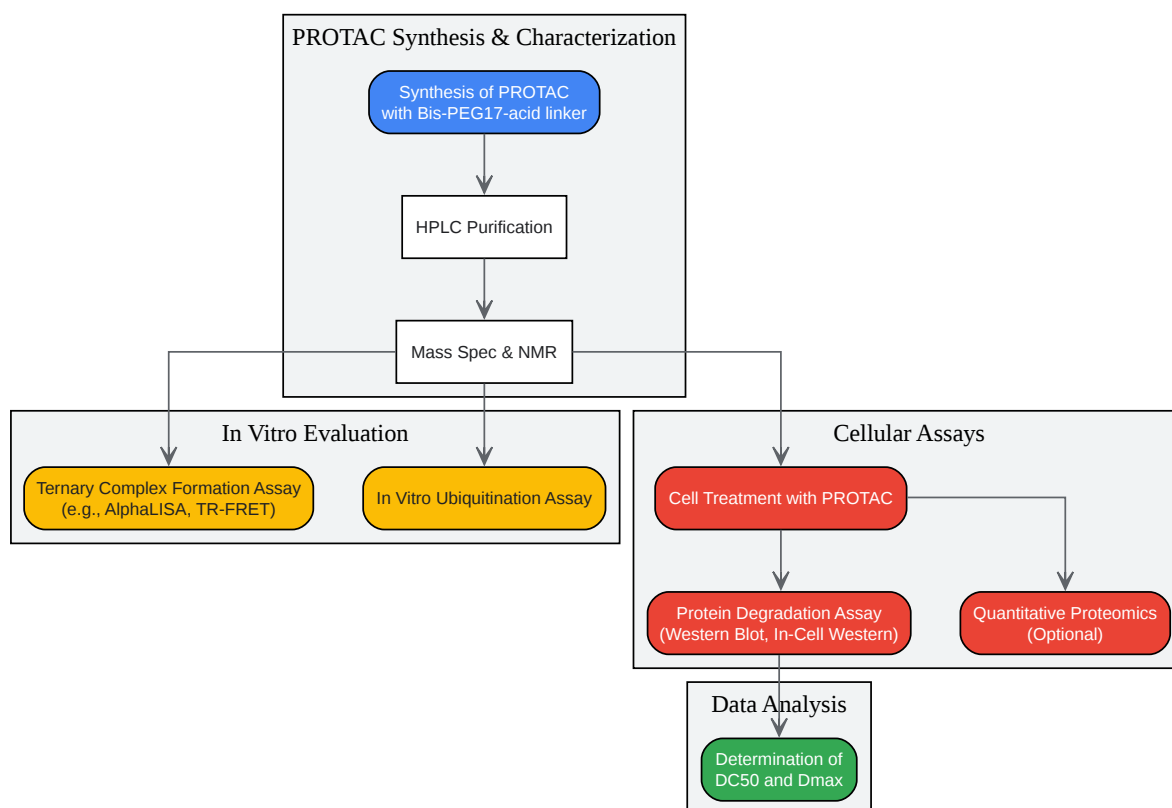 PROTAC Synthesis & Characterization
Synthesis of PROTAC
with Bis-PEG17-acid linker
HPLC Purification
Mass Spec & NMR
In Vitro Evaluation
Ternary Complex Formation Assay
(e.g., AlphaLISA, TR-FRET)
In Vitro Ubiquitination Assay
Cellular Assays
Cell Treatment with PROTAC
Protein Degradation Assay
(Western Blot, In-Cell Western)
Quantitative Proteomics
(Optional)
Data Analysis
Determination of
DC50 and Dmax